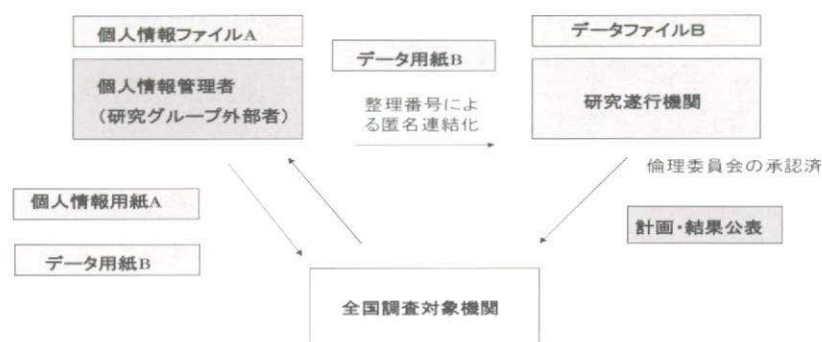 個人情報ファイルA
データファイルB
データ用紙B
個人情報管理者
（研究グループ外部者）
整理番号によ
る匿名連結化
研究遂行機関
倫理委員会の承認済
個人情報用紙A
計画・結果公表
データ用紙B
全国調査対象機関